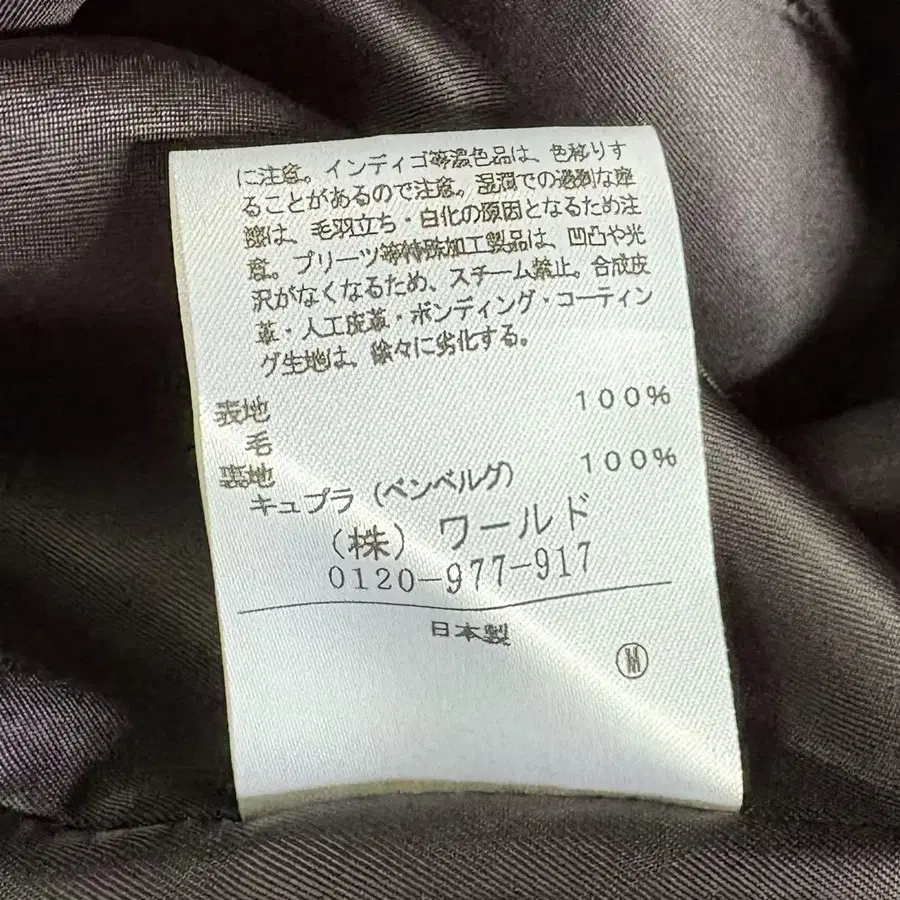 に注意。インディゴ等濃色品は、色移りす
ることがあるので注意。湿潤での過剰な摩
擦は、毛羽立ち・白化の原因となるため注
意。プリーツ等特殊加工製品は、凹凸や光
沢がなくなるため、スチーム禁止。合成皮
革・人工皮革・ボンディング・コーティン
グ生地は、徐々に劣化する。
表地 100%
毛
裏地 100%
キュプラ(ベンベルグ)
(株) ワールド
0120-977-917
日本製
Ⓜ